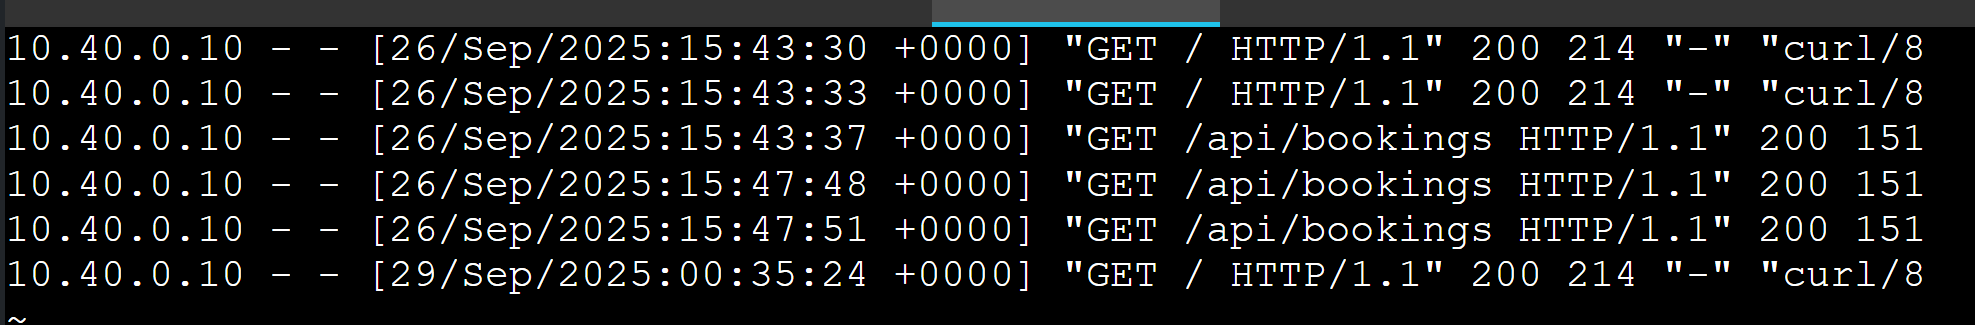 10.40.0.10 - - [26/Sep/2025:15:43:30 +0000] "GET / HTTP/1.1" 200 214 "-" "curl/8
10.40.0.10 - - [26/Sep/2025:15:43:33 +0000] "GET / HTTP/1.1" 200 214 "-" "curl/8
10.40.0.10 - - [26/Sep/2025:15:43:37 +0000] "GET /api/bookings HTTP/1.1" 200 151
10.40.0.10 - - [26/Sep/2025:15:47:48 +0000] "GET /api/bookings HTTP/1.1" 200 151
10.40.0.10 - - [26/Sep/2025:15:47:51 +0000] "GET /api/bookings HTTP/1.1" 200 151
10.40.0.10 - - [29/Sep/2025:00:35:24 +0000] "GET / HTTP/1.1" 200 214 "-" "curl/8
~